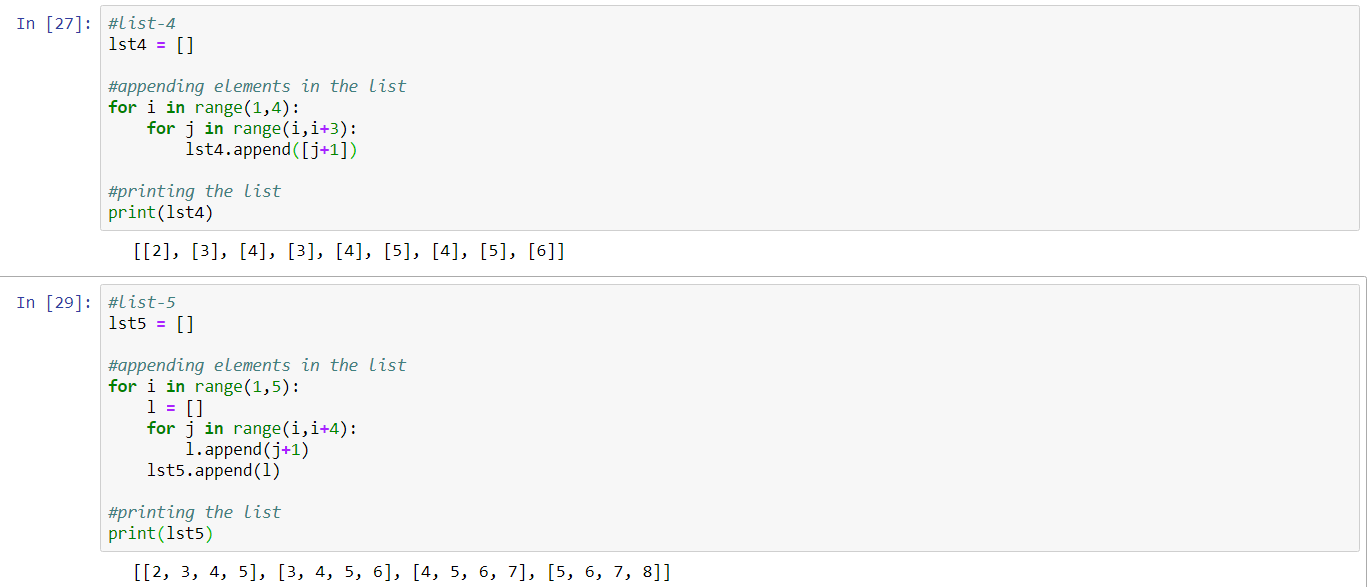 In [27]: #list-4
lst4 = []
#appending elements in the list
for i in range(1,4):
    for j in range(i,i+3):
        lst4.append([j+1])
#printing the list
print(lst4)
[[2], [3], [4], [3], [4], [5], [4], [5], [6]]
In [29]: #list-5
lst5 = []
#appending elements in the list
for i in range(1,5):
    l = []
    for j in range(i,i+4):
        l.append(j+1)
    lst5.append(l)
#printing the list
print(lst5)
[[2, 3, 4, 5], [3, 4, 5, 6], [4, 5, 6, 7], [5, 6, 7, 8]]